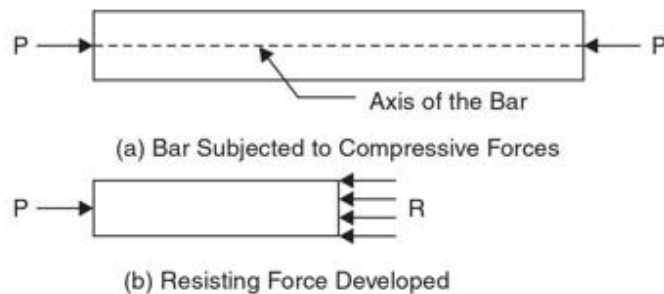 P P
Axis of the Bar
(a) Bar Subjected to Compressive Forces
P R
(b) Resisting Force Developed